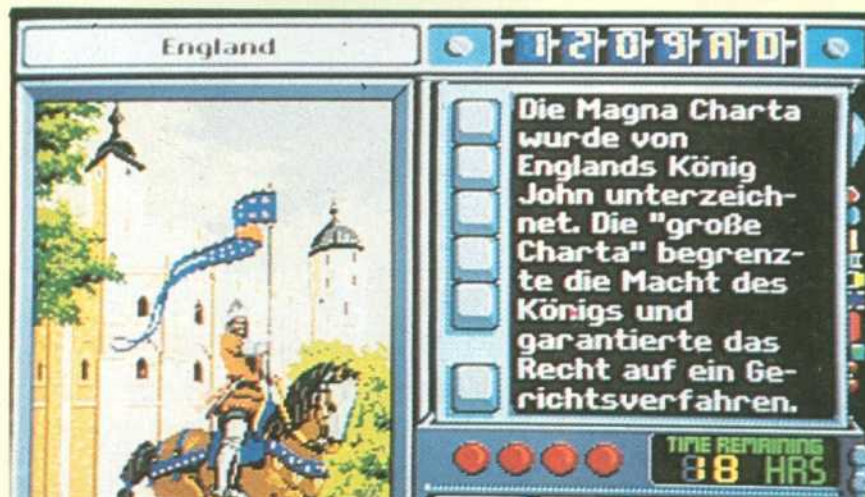 England
1209AD
Die Magna Charta
wurde von
Englands König
John unterzeich-
net. Die "große
Charta" begrenz-
te die Macht des
Königs und
garantierte das
Recht auf ein Ge-
richtsverfahren.
TIME REMAINING
18 HRS